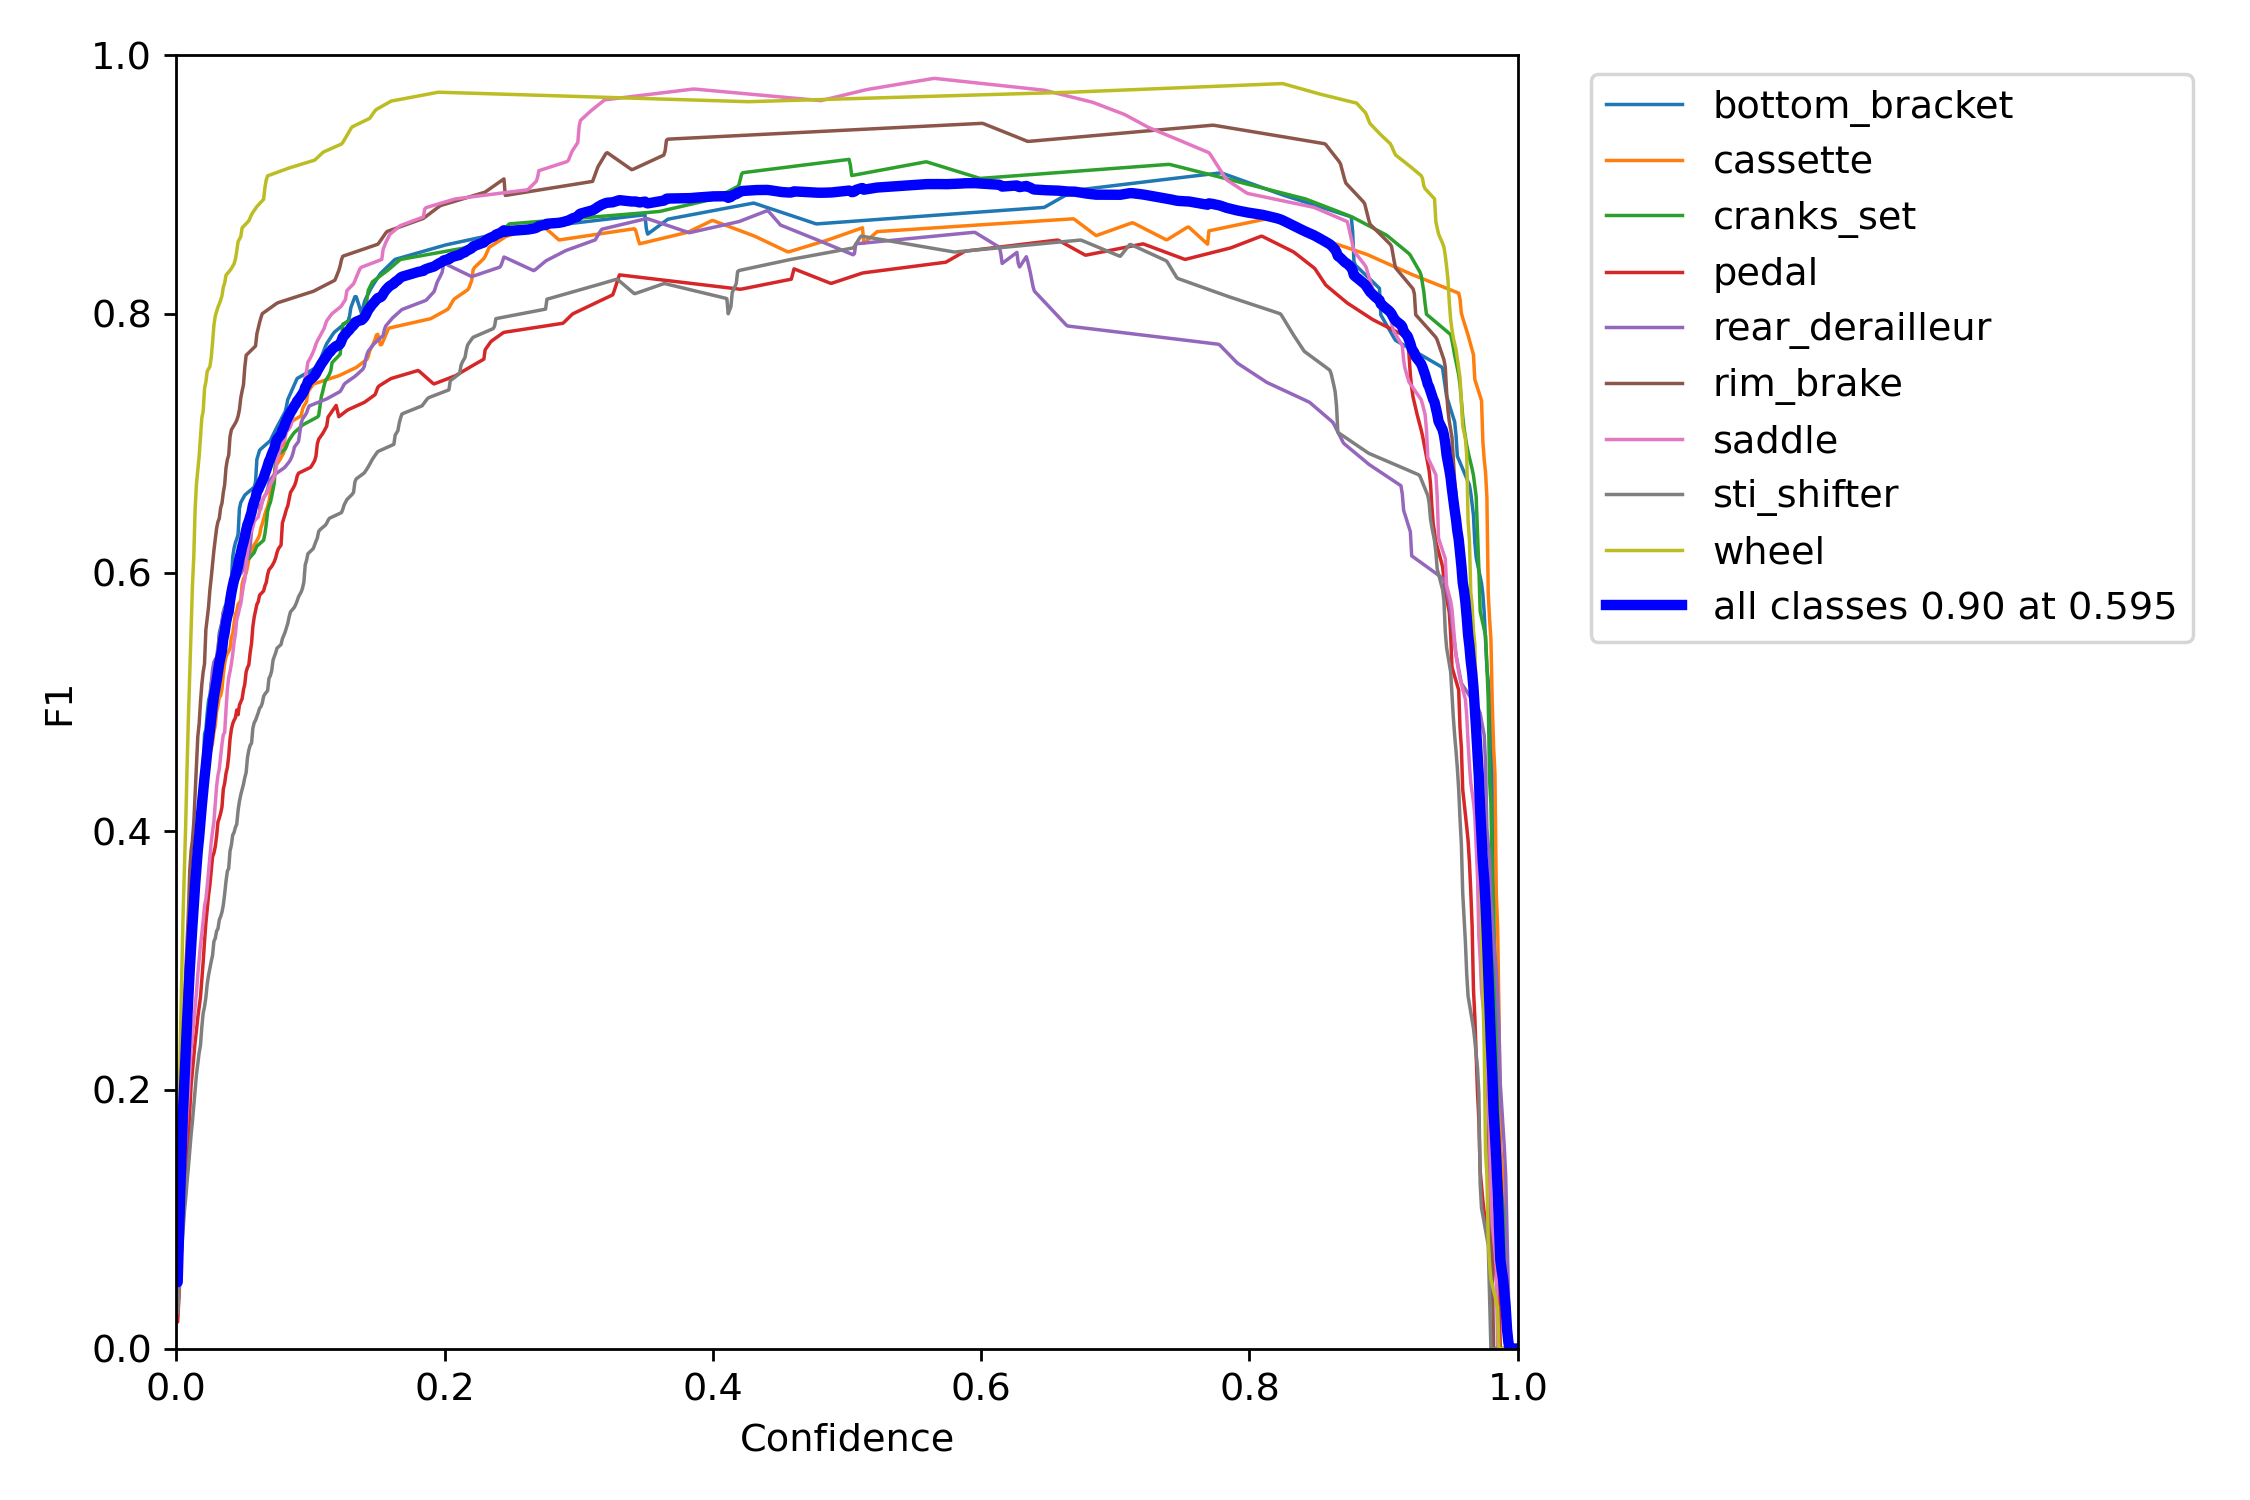 1.0
0.8
0.6
0.4
0.2
0.0
F1
0.0 0.2 0.4 0.6 0.8 1.0
Confidence
bottom_bracket
cassette
cranks_set
pedal
rear_derailleur
rim_brake
saddle
sti_shifter
wheel
all classes 0.90 at 0.595